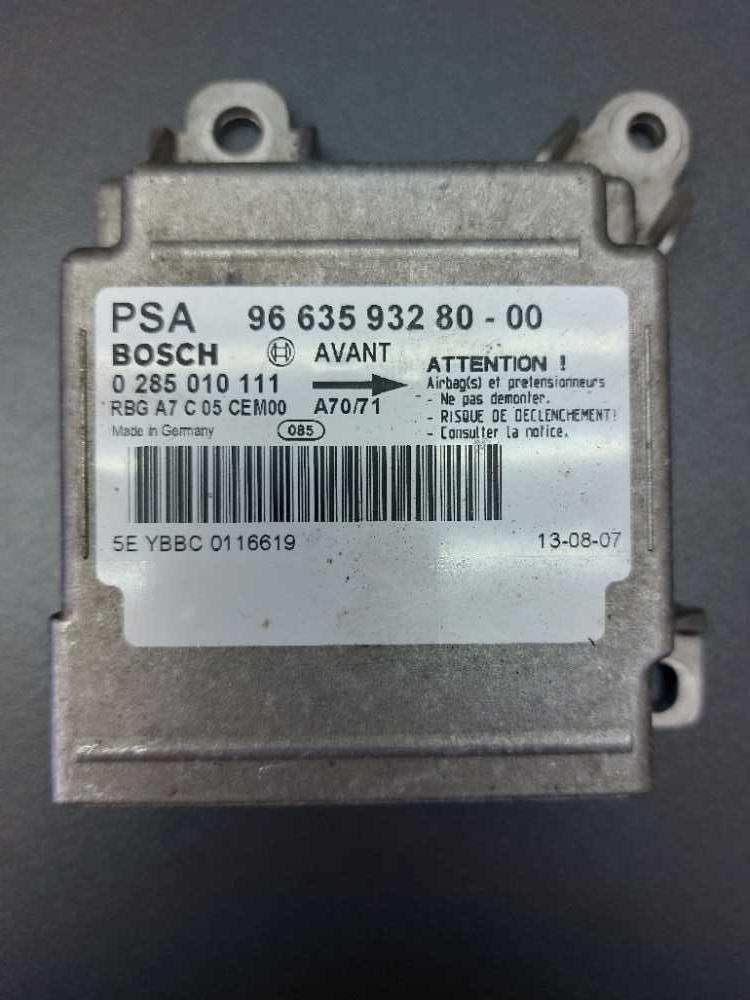 PSA 96 635 932 80 - 00
BOSCH AVANT
0 285 010 111
RBG A7 C 05 CEM00 A70/71
Made in Germany 085
ATTENTION !
Airbag(s) et pretensionneurs
- Ne pas demonter.
- RISQUE DE DECLENCHEMENT!
- Consulter la notice.
5E YBBC 0116619 13-08-07